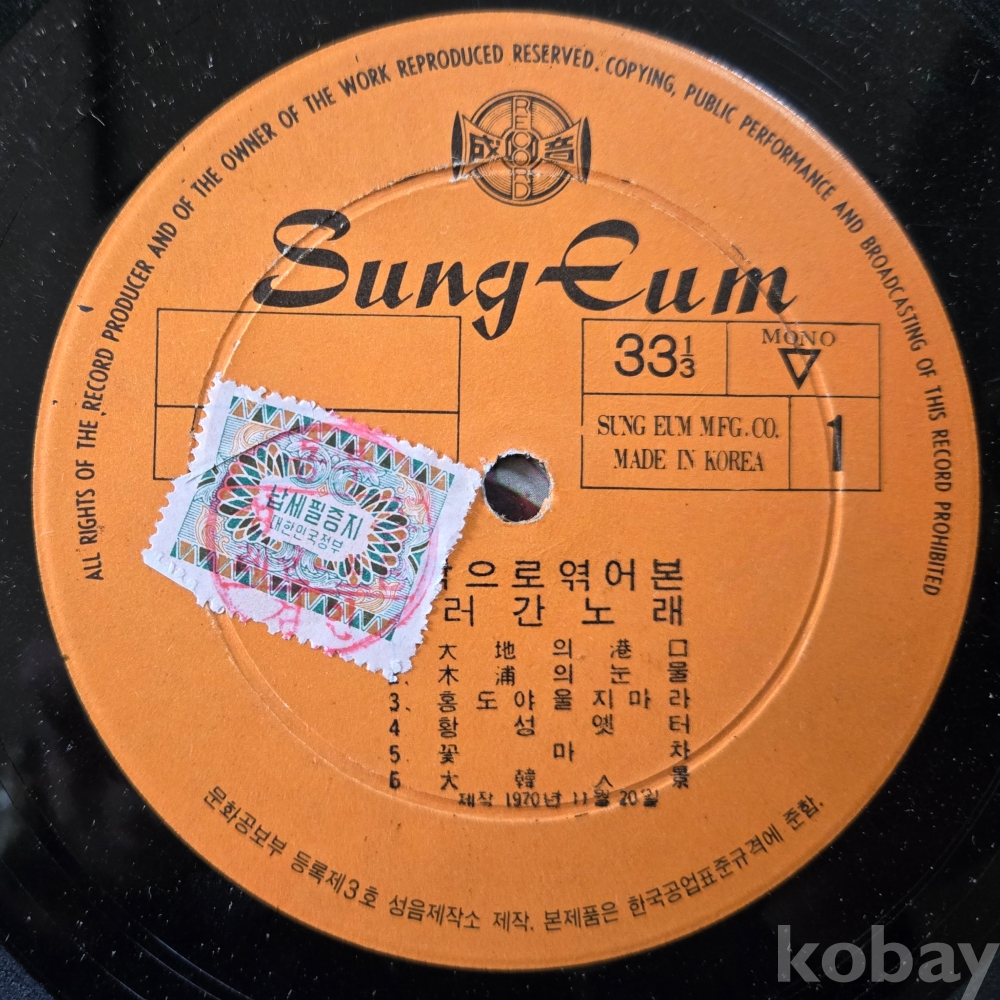 ALL RIGHTS OF THE RECORD PRODUCER AND OF THE OWNER OF THE WORK REPRODUCED RESERVED. COPYING, PUBLIC PERFORMANCE AND BROADCASTING OF THIS RECORD PROHIBITED
RECORD
成音
Sung Eum
33⅓
MONO
SUNG EUM MFG. CO.
MADE IN KOREA
1
납세필증지
대한민국정부
으로엮어본
러간노래
大地의港口
木浦의눈물
3、홍도야울지마라
4 황성옛터
5、꽃마차
6 大韓八景
제작 1970년 11월 20일
문화공보부 등록제3호 성음제작소 제작. 본제품은 한국공업표준규격에 준함.
kobay